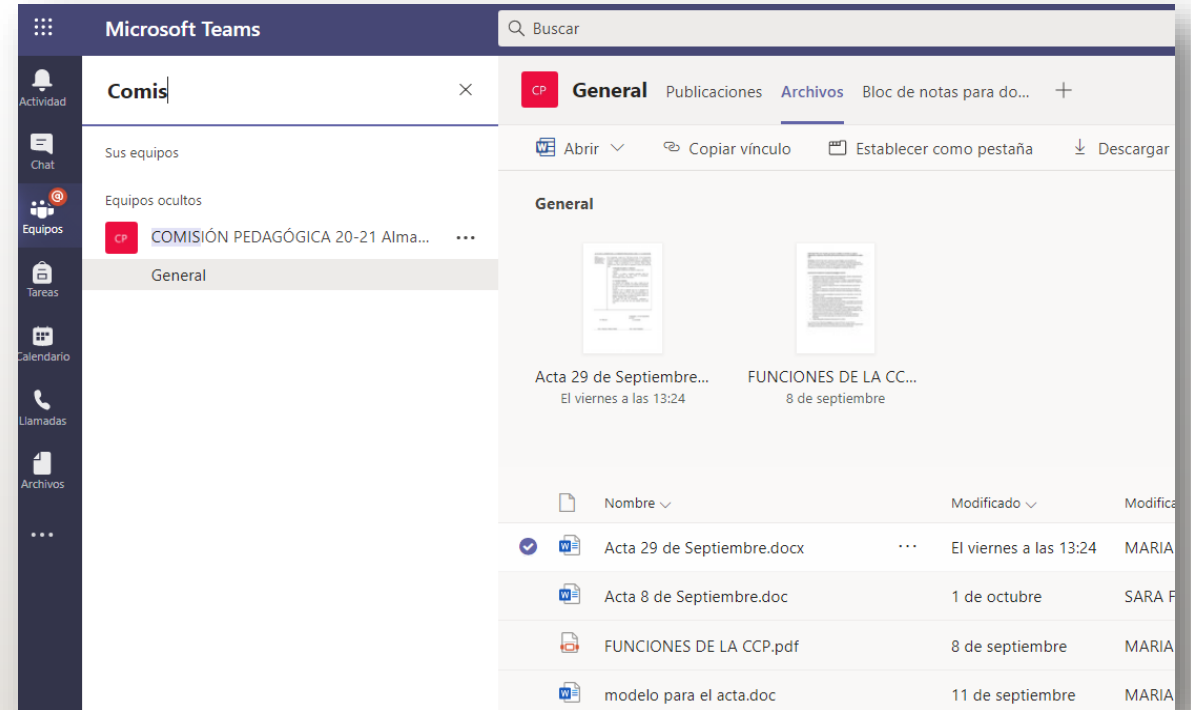 Microsoft Teams
Buscar
Actividad
Chat
@
Equipos
Tareas
Calendario
Llamadas
Archivos
Comis
Sus equipos
Equipos ocultos
CP COMISIÓN PEDAGÓGICA 20-21 Alma...
General
CP General Publicaciones Archivos Bloc de notas para do...
Abrir Copiar vínculo Establecer como pestaña Descargar
General
Acta 29 de Septiembre... FUNCIONES DE LA CC...
El viernes a las 13:24 8 de septiembre
Nombre Modificado Modifica
Acta 29 de Septiembre.docx El viernes a las 13:24 MARIA
Acta 8 de Septiembre.doc 1 de octubre SARA F
FUNCIONES DE LA CCP.pdf 8 de septiembre MARIA
modelo para el acta.doc 11 de septiembre MARIA